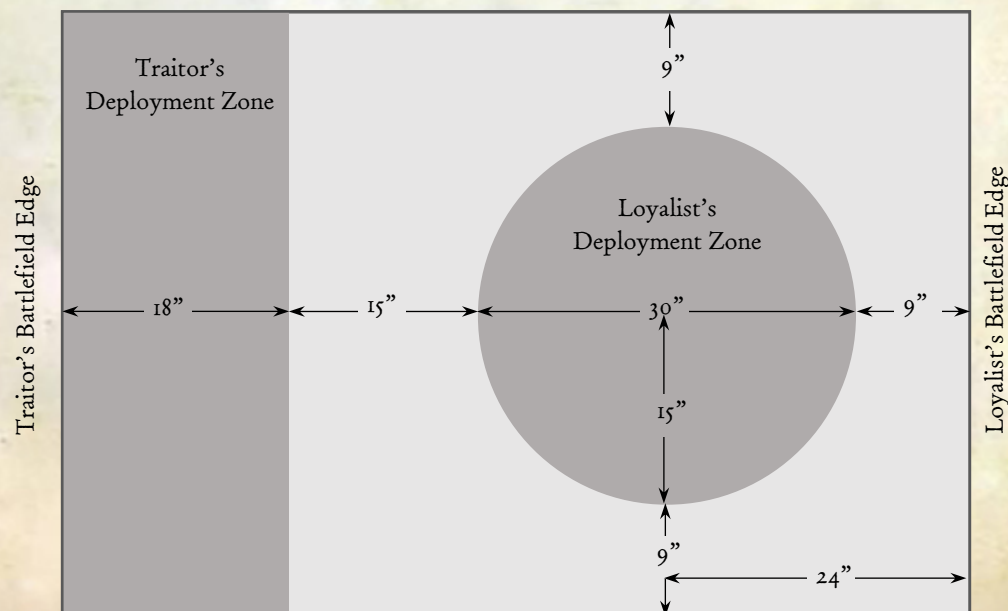 Traitor’s
Deployment Zone
9”
Loyalist’s
Deployment Zone
Traitor’s Battlefield Edge
18”
15”
30”
9”
Loyalist’s Battlefield Edge
15”
9”
24”